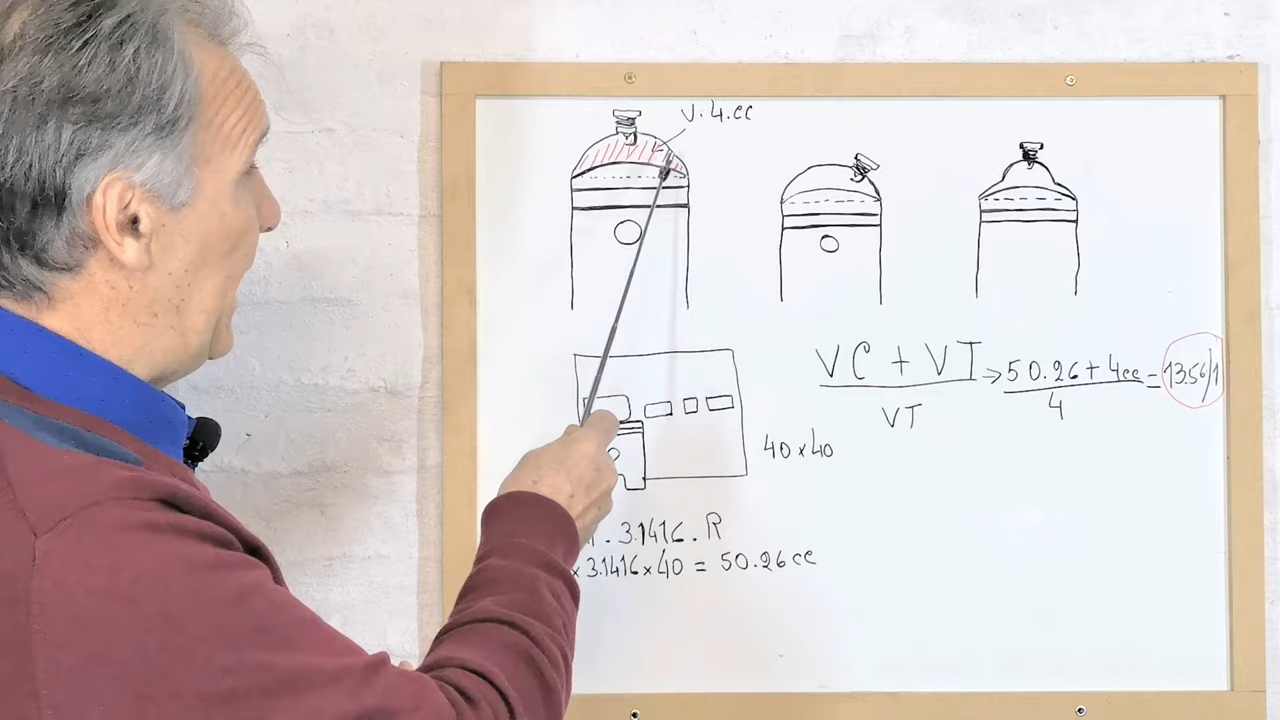 V.4.cc
VC + VT → 50.26 + 4cc = 13.56/1
VT 4
40 x 40
. 3.1416 . R
x 3.1416 x 40 = 50.26 cc